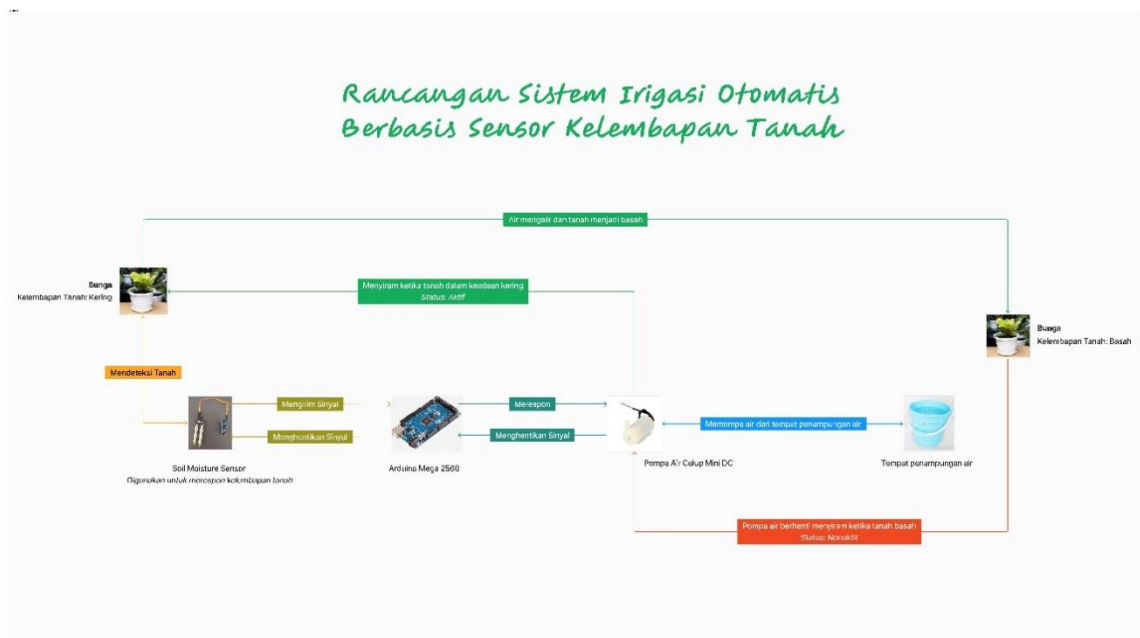 Rancangan Sistem Irigasi Otomatis
Berbasis Sensor Kelembapan Tanah
Air mengalir dan tanah menjadi basah
Bunga
Kelembapan Tanah: Kering
Menyiram ketika tanah dalam keadaan kering
Status: Aktif
Bunga
Kelembapan Tanah: Basah
Mendeteksi Tanah
Mengirim Sinyal
Merespon
Menghentikan Sinyal
Menghentikan Sinyal
Memompa air dari tempat penampungan air
Soil Moisture Sensor
Digunakan untuk merespon kelembapan tanah
Arduino Mega 2560
Pompa Air Celup Mini DC
Tempat penampungan air
Pompa air berhenti menyiram ketika tanah basah
Status: Nonaktif